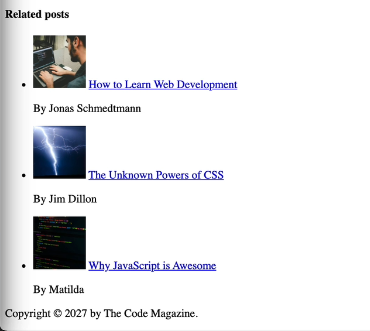 Related posts
How to Learn Web Development
By Jonas Schmedtmann
The Unknown Powers of CSS
By Jim Dillon
Why JavaScript is Awesome
By Matilda
Copyright © 2027 by The Code Magazine.